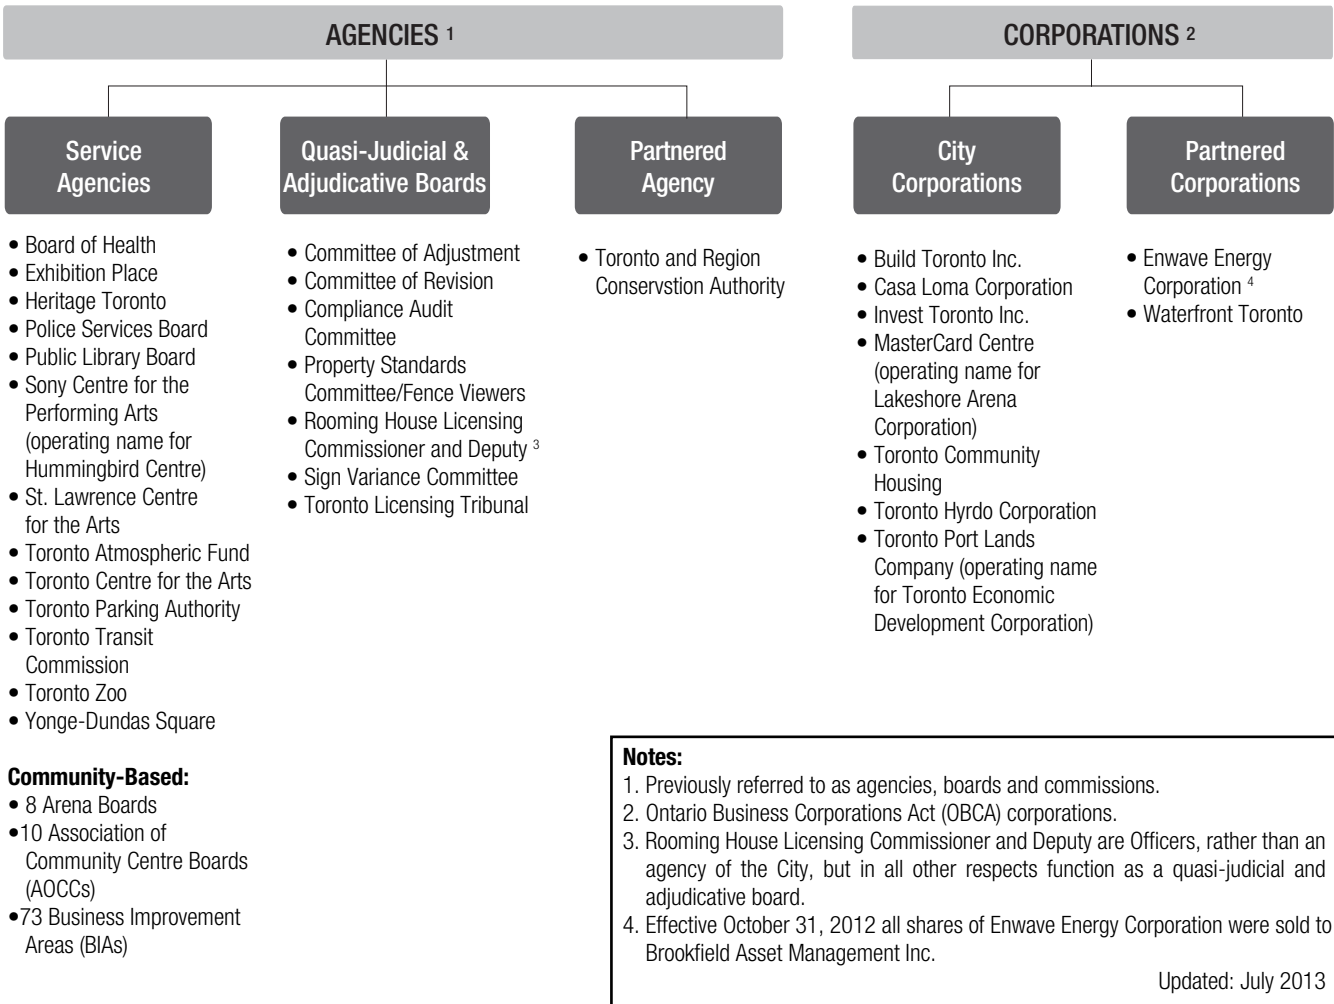 AGENCIES 1
CORPORATIONS 2
Service
Agencies
Quasi-Judicial &
Adjudicative Boards
Partnered
Agency
City
Corporations
Partnered
Corporations
• Board of Health
• Exhibition Place
• Heritage Toronto
• Police Services Board
• Public Library Board
• Sony Centre for the
Performing Arts
(operating name for
Hummingbird Centre)
• St. Lawrence Centre
for the Arts
• Toronto Atmospheric Fund
• Toronto Centre for the Arts
• Toronto Parking Authority
• Toronto Transit
Commission
• Toronto Zoo
• Yonge-Dundas Square
Community-Based:
• 8 Arena Boards
•10 Association of
Community Centre Boards
(AOCCs)
•73 Business Improvement
Areas (BIAs)
• Committee of Adjustment
• Committee of Revision
• Compliance Audit
Committee
• Property Standards
Committee/Fence Viewers
• Rooming House Licensing
Commissioner and Deputy 3
• Sign Variance Committee
• Toronto Licensing Tribunal
• Toronto and Region
Conservstion Authority
• Build Toronto Inc.
• Casa Loma Corporation
• Invest Toronto Inc.
• MasterCard Centre
(operating name for
Lakeshore Arena
Corporation)
• Toronto Community
Housing
• Toronto Hyrdo Corporation
• Toronto Port Lands
Company (operating name
for Toronto Economic
Development Corporation)
• Enwave Energy
Corporation 4
• Waterfront Toronto
Notes:
1. Previously referred to as agencies, boards and commissions.
2. Ontario Business Corporations Act (OBCA) corporations.
3. Rooming House Licensing Commissioner and Deputy are Officers, rather than an
agency of the City, but in all other respects function as a quasi-judicial and
adjudicative board.
4. Effective October 31, 2012 all shares of Enwave Energy Corporation were sold to
Brookfield Asset Management Inc.
Updated: July 2013